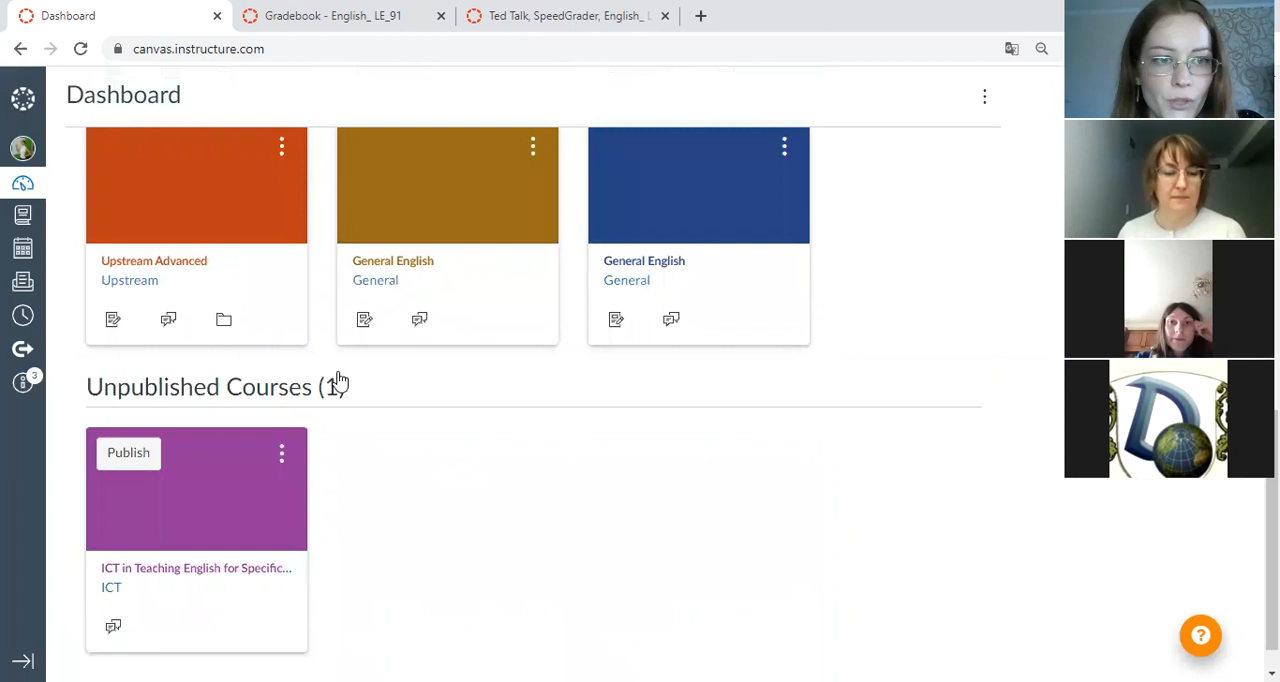 Dashboard
Gradebook - English_ LE_91
Ted Talk, SpeedGrader, English_ L
canvas.instructure.com
Dashboard
Upstream Advanced
Upstream
General English
General
General English
General
3
Unpublished Courses (1)
Publish
ICT in Teaching English for Specific...
ICT
D
?